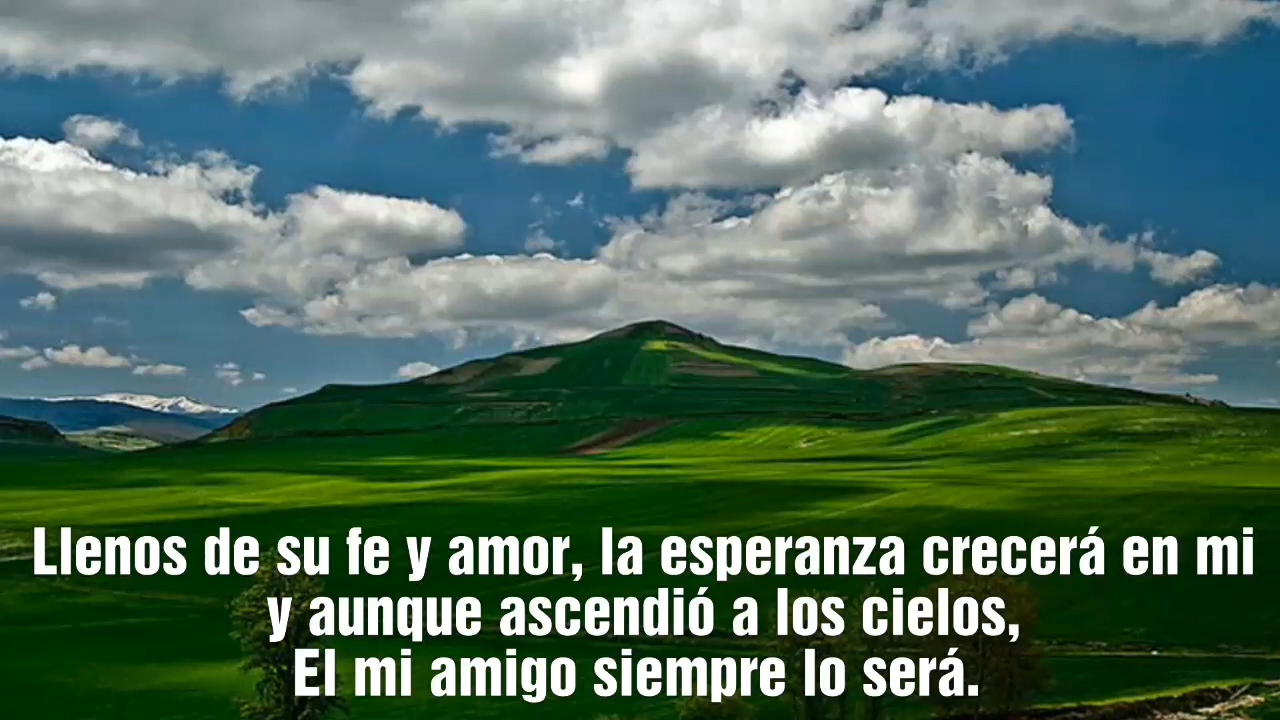 Llenos de su fe y amor, la esperanza crecerá en mi
y aunque ascendió a los cielos,
El mi amigo siempre lo será.